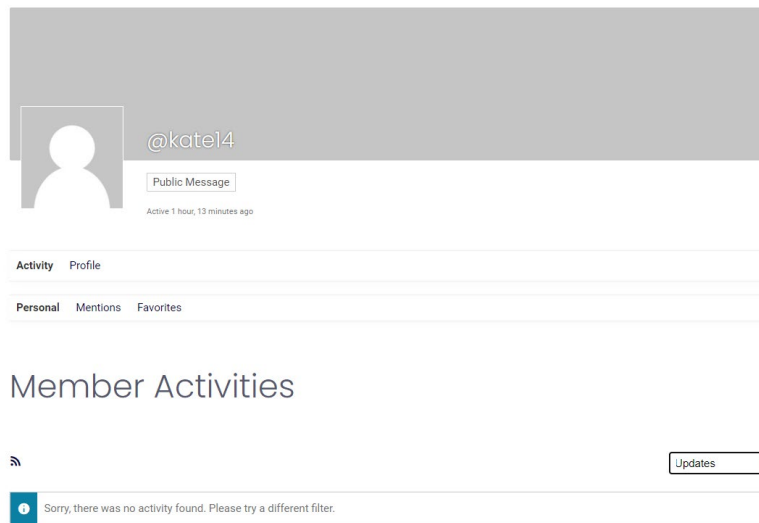 @kate14
Public Message
Active 1 hour, 13 minutes ago
Activity Profile
Personal Mentions Favorites
Member Activities
Updates
Sorry, there was no activity found. Please try a different filter.